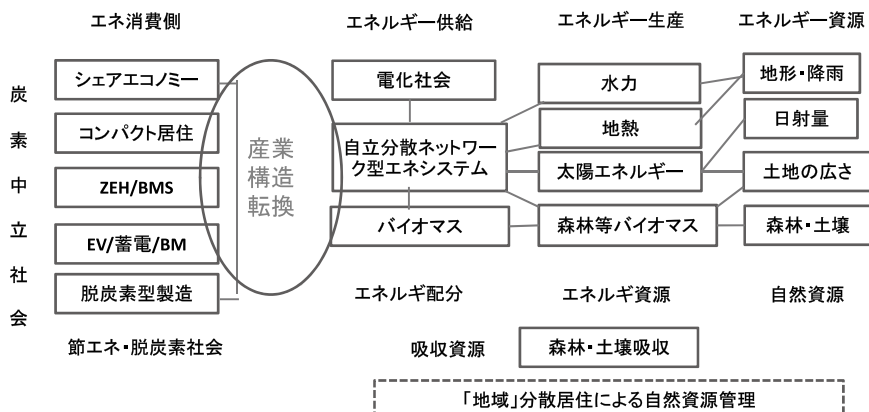 エネ消費側
エネルギー供給
エネルギー生産
エネルギー資源
炭素中立社会
シェアエコノミー
コンパクト居住
ZEH/BMS
EV/蓄電/BM
脱炭素型製造
産業
構造
転換
電化社会
自立分散ネットワー
ク型エネシステム
バイオマス
水力
地熱
太陽エネルギー
森林等バイオマス
地形・降雨
日射量
土地の広さ
森林・土壌
節エネ・脱炭素社会
エネルギ配分
エネルギ資源
自然資源
吸収資源
森林・土壌吸収
「地域」分散居住による自然資源管理